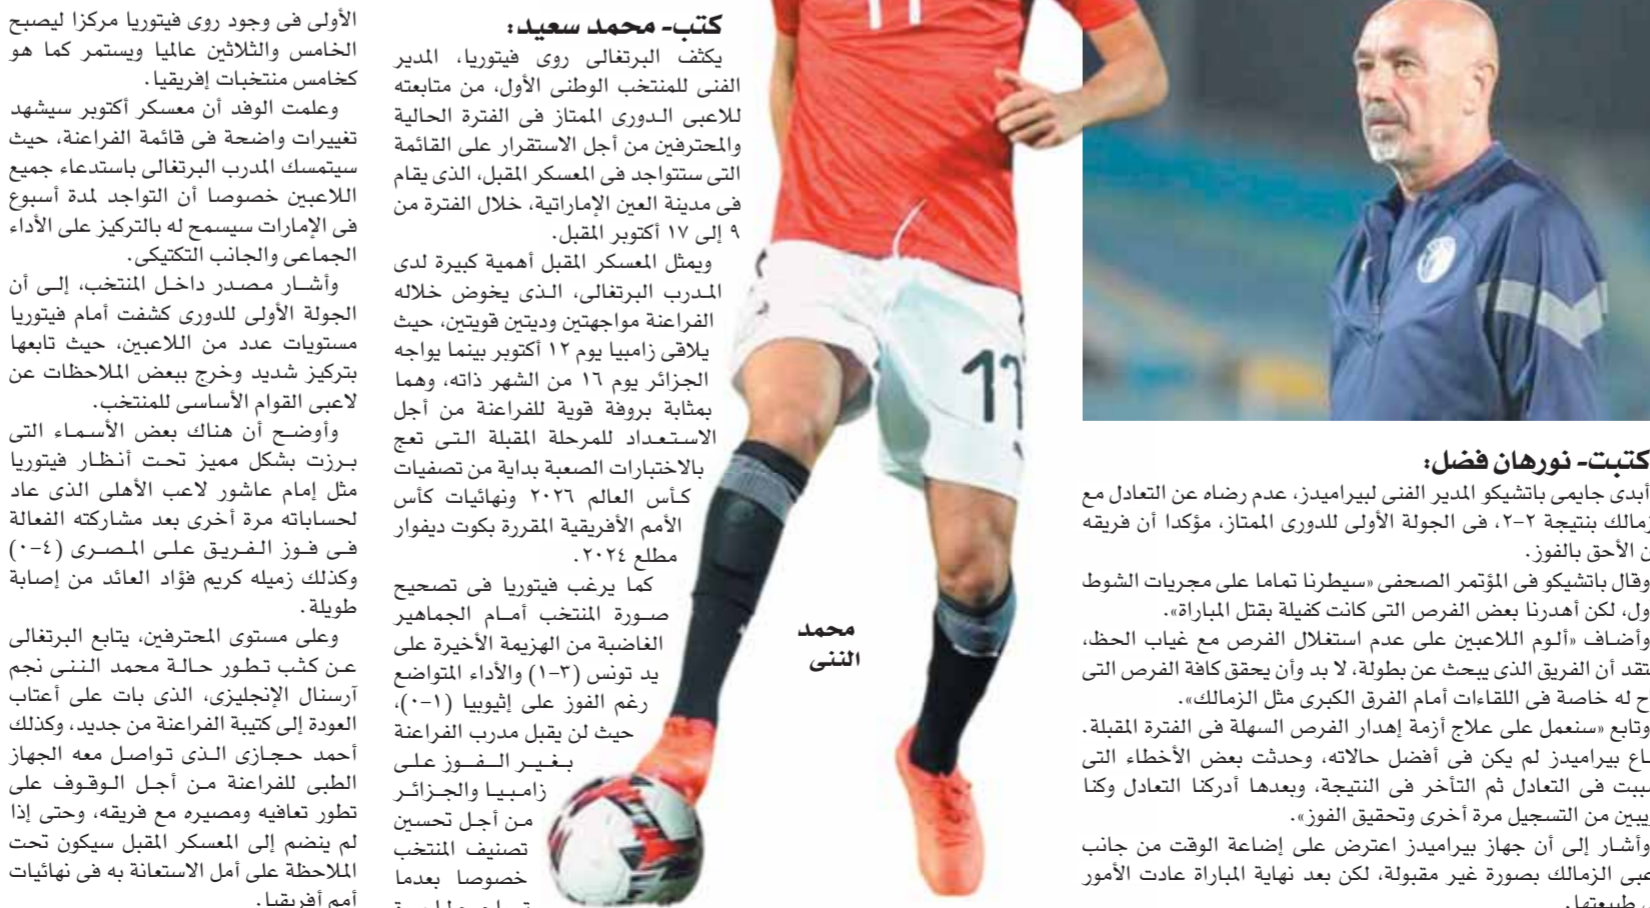 كتبت- نورهان فضل:
أبدى جايمى باتشيكو المدير الفنى لبيراميدز، عدم رضاه عن التعادل مع
زمالك بنتيجة ٢-٢، فى الجولة الأولى للدورى الممتاز، مؤكدا أن فريقه
الأحق بالفوز.
وقال باتشيكو فى المؤتمر الصحفى «سيطرنا تماما على مجريات الشوط
ول، لكن أهدرنا بعض الفرص التى كانت كفيلة بقتل المباراة».
وأضاف «ألوم اللاعبين على عدم استغلال الفرص مع غياب الحظ،
تقد أن الفريق الذى يبحث عن بطولة، لا بد وأن يحقق كافة الفرص التى
ح له خاصة فى اللقاءات أمام الفرق الكبرى مثل الزمالك».
وتابع «سنعمل على علاج أزمة إهدار الفرص السهلة فى الفترة المقبلة.
ـاع بيراميدز لم يكن فى أفضل حالاته، وحدثت بعض الأخطاء التى
ببت فى التعادل ثم التأخر فى النتيجة، وبعدها أدركنا التعادل وكنا
يبين من التسجيل مرة أخرى وتحقيق الفوز».
وأشار إلى أن جهاز بيراميدز اعترض على إضاعة الوقت من جانب
عبى الزمالك بصورة غير مقبولة، لكن بعد نهاية المباراة عادت الأمور
طبيعتها.
11
محمد
الننى
كتب- محمد سعيد:
يكثف البرتغالى روى فيتوريا، المدير
الفنى للمنتخب الوطنى الأول، من متابعته
للاعبى الدورى الممتاز فى الفترة الحالية
والمحترفين من أجل الاستقرار على القائمة
التى ستتواجد فى المعسكر المقبل، الذى يقام
فى مدينة العين الإماراتية، خلال الفترة من
٩ إلى ١٧ أكتوبر المقبل.
ويمثل المعسكر المقبل أهمية كبيرة لدى
المدرب البرتغالى، الذى يخوض خلاله
الفراعنة مواجهتين وديتين قويتين، حيث
يلاقى زامبيا يوم ١٢ أكتوبر بينما يواجه
الجزائر يوم ١٦ من الشهر ذاته، وهما
بمثابة بروفة قوية للفراعنة من أجل
الاستعداد للمرحلة المقبلة التى تعج
بالاختبارات الصعبة بداية من تصفيات
كأس العالم ٢٠٢٦ ونهائيات كأس
الأمم الأفريقية المقررة بكوت ديفوار
مطلع ٢٠٢٤.
كما يرغب فيتوريا فى تصحيح
صورة المنتخب أمام الجماهير
الغاضبة من الهزيمة الأخيرة على
يد تونس (٣-١) والأداء المتواضع
رغم الفوز على إثيوبيا (١-٠)،
حيث لن يقبل مدرب الفراعنة
بغير الفوز على
زامبيا والجزائر
من أجل تحسين
تصنيف المنتخب
خصوصا بعدما
الأولى فى وجود روى فيتوريا مركزا ليصبح
الخامس والثلاثين عالميا ويستمر كما هو
كخامس منتخبات إفريقيا.
وعلمت الوفد أن معسكر أكتوبر سيشهد
تغييرات واضحة فى قائمة الفراعنة، حيث
سيتمسك المدرب البرتغالى باستدعاء جميع
اللاعبين خصوصا أن التواجد لمدة أسبوع
فى الإمارات سيسمح له بالتركيز على الأداء
الجماعى والجانب التكتيكى.
وأشار مصدر داخل المنتخب، إلى أن
الجولة الأولى للدورى كشفت أمام فيتوريا
مستويات عدد من اللاعبين، حيث تابعها
بتركيز شديد وخرج ببعض الملاحظات عن
لاعبى القوام الأساسى للمنتخب.
وأوضح أن هناك بعض الأسماء التى
برزت بشكل مميز تحت أنظار فيتوريا
مثل إمام عاشور لاعب الأهلى الذى عاد
لحساباته مرة أخرى بعد مشاركته الفعالة
فى فوز الفريق على المصرى (٤-٠)
وكذلك زميله كريم فؤاد العائد من إصابة
طويلة.
وعلى مستوى المحترفين، يتابع البرتغالى
عن كثب تطور حالة محمد الننى نجم
آرسنال الإنجليزى، الذى بات على أعتاب
العودة إلى كتيبة الفراعنة من جديد، وكذلك
أحمد حجازى الذى تواصل معه الجهاز
الطبى للفراعنة من أجل الوقوف على
تطور تعافيه ومصيره مع فريقه، وحتى إذا
لم ينضم إلى المعسكر المقبل سيكون تحت
الملاحظة على أمل الاستعانة به فى نهائيات
أمم أفريقيا.